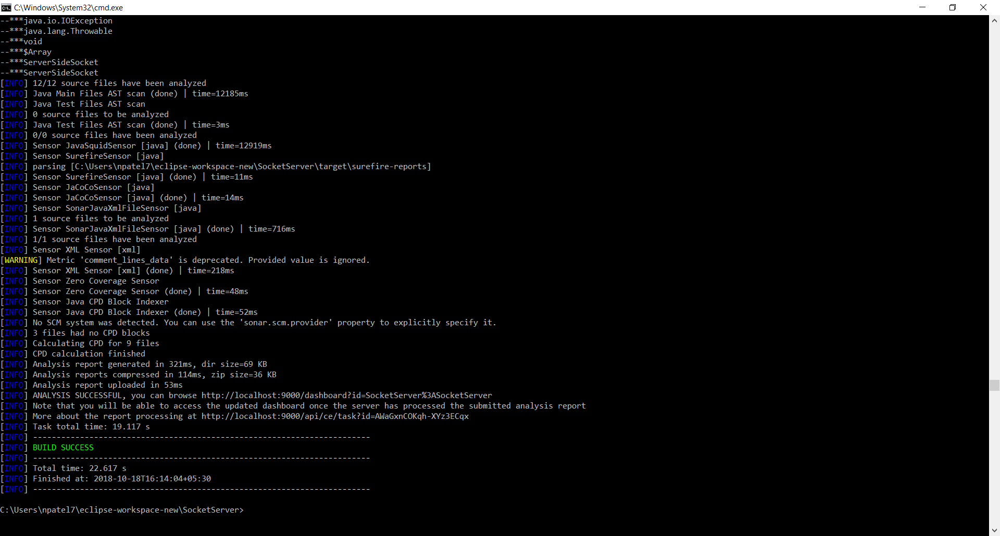 C:\Windows\System32\cmd.exe
--***java.io.IOException
--***java.lang.Throwable
--***void
--***$Array
--***ServerSideSocket
--***ServerSideSocket
[INFO] 12/12 source files have been analyzed
[INFO] Java Main Files AST scan (done) | time=12185ms
[INFO] Java Test Files AST scan
[INFO] 0 source files to be analyzed
[INFO] Java Test Files AST scan (done) | time=3ms
[INFO] 0/0 source files have been analyzed
[INFO] Sensor JavaSquidSensor [java] (done) | time=12919ms
[INFO] Sensor SurefireSensor [java]
[INFO] parsing [C:\Users\npatel7\eclipse-workspace-new\SocketServer\target\surefire-reports]
[INFO] Sensor SurefireSensor [java] (done) | time=11ms
[INFO] Sensor JaCoCoSensor [java]
[INFO] Sensor JaCoCoSensor [java] (done) | time=14ms
[INFO] Sensor SonarJavaXmlFileSensor [java]
[INFO] 1 source files to be analyzed
[INFO] Sensor SonarJavaXmlFileSensor [java] (done) | time=716ms
[INFO] 1/1 source files have been analyzed
[INFO] Sensor XML Sensor [xml]
[WARNING] Metric 'comment_lines_data' is deprecated. Provided value is ignored.
[INFO] Sensor XML Sensor [xml] (done) | time=218ms
[INFO] Sensor Zero Coverage Sensor
[INFO] Sensor Zero Coverage Sensor (done) | time=48ms
[INFO] Sensor Java CPD Block Indexer
[INFO] Sensor Java CPD Block Indexer (done) | time=52ms
[INFO] No SCM system was detected. You can use the 'sonar.scm.provider' property to explicitly specify it.
[INFO] 3 files had no CPD blocks
[INFO] Calculating CPD for 9 files
[INFO] CPD calculation finished
[INFO] Analysis report generated in 321ms, dir size=69 KB
[INFO] Analysis reports compressed in 114ms, zip size=36 KB
[INFO] Analysis report uploaded in 53ms
[INFO] ANALYSIS SUCCESSFUL, you can browse http://localhost:9000/dashboard?id=SocketServer%3ASocketServer
[INFO] Note that you will be able to access the updated dashboard once the server has processed the submitted analysis report
[INFO] More about the report processing at http://localhost:9000/api/ce/task?id=AWaGxnCOKqh-XYz3ECqx
[INFO] Task total time: 19.117 s
[INFO] ------------------------------------------------------------------------
[INFO] BUILD SUCCESS
[INFO] ------------------------------------------------------------------------
[INFO] Total time: 22.617 s
[INFO] Finished at: 2018-10-18T16:14:04+05:30
[INFO] ------------------------------------------------------------------------
C:\Users\npatel7\eclipse-workspace-new\SocketServer>